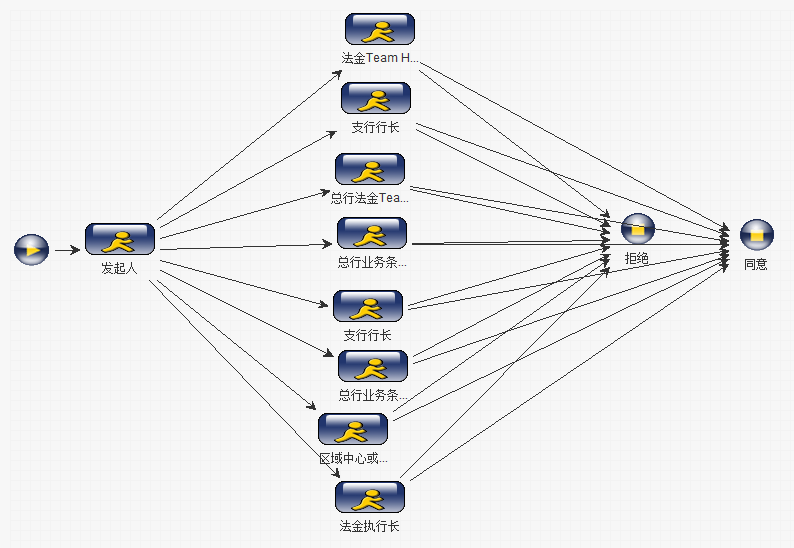 法金Team H...
支行行长
总行法金Tea...
总行业务条...
发起人
拒绝
同意
支行行长
总行业务条...
区域中心或...
法金执行长